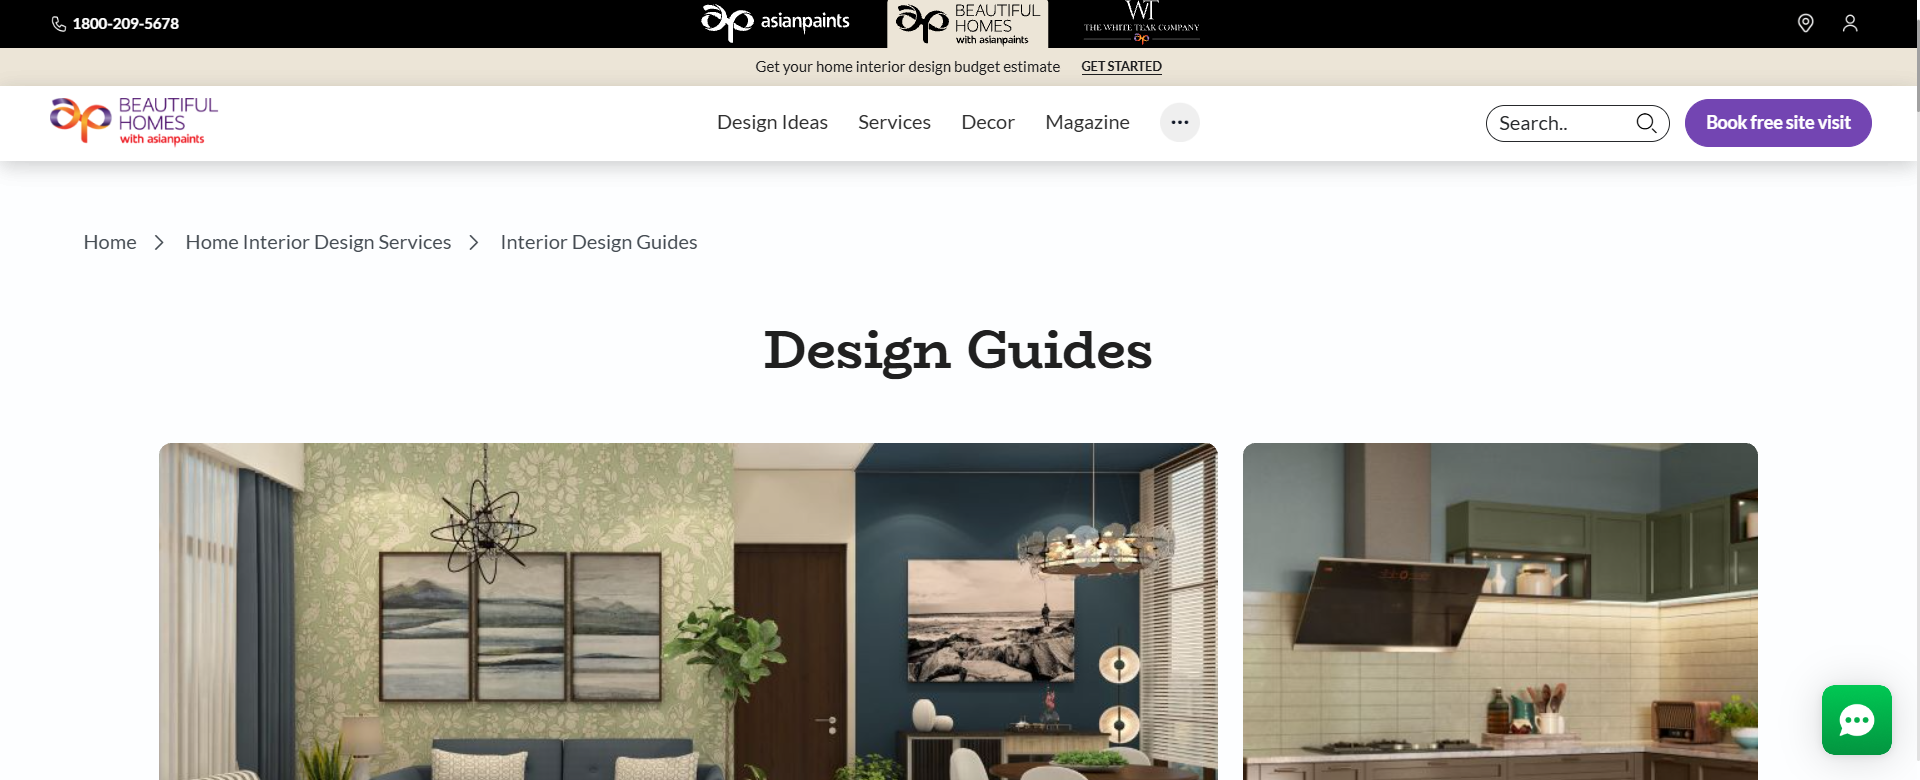 1800-209-5678
asianpaints
BEAUTIFUL
HOMES
with asianpaints
WT
THE WHITE TEAK COMPANY
ap
Get your home interior design budget estimate GET STARTED
BEAUTIFUL
HOMES
with asianpaints
Design Ideas Services Decor Magazine
Search..
Book free site visit
Home > Home Interior Design Services > Interior Design Guides
Design Guides